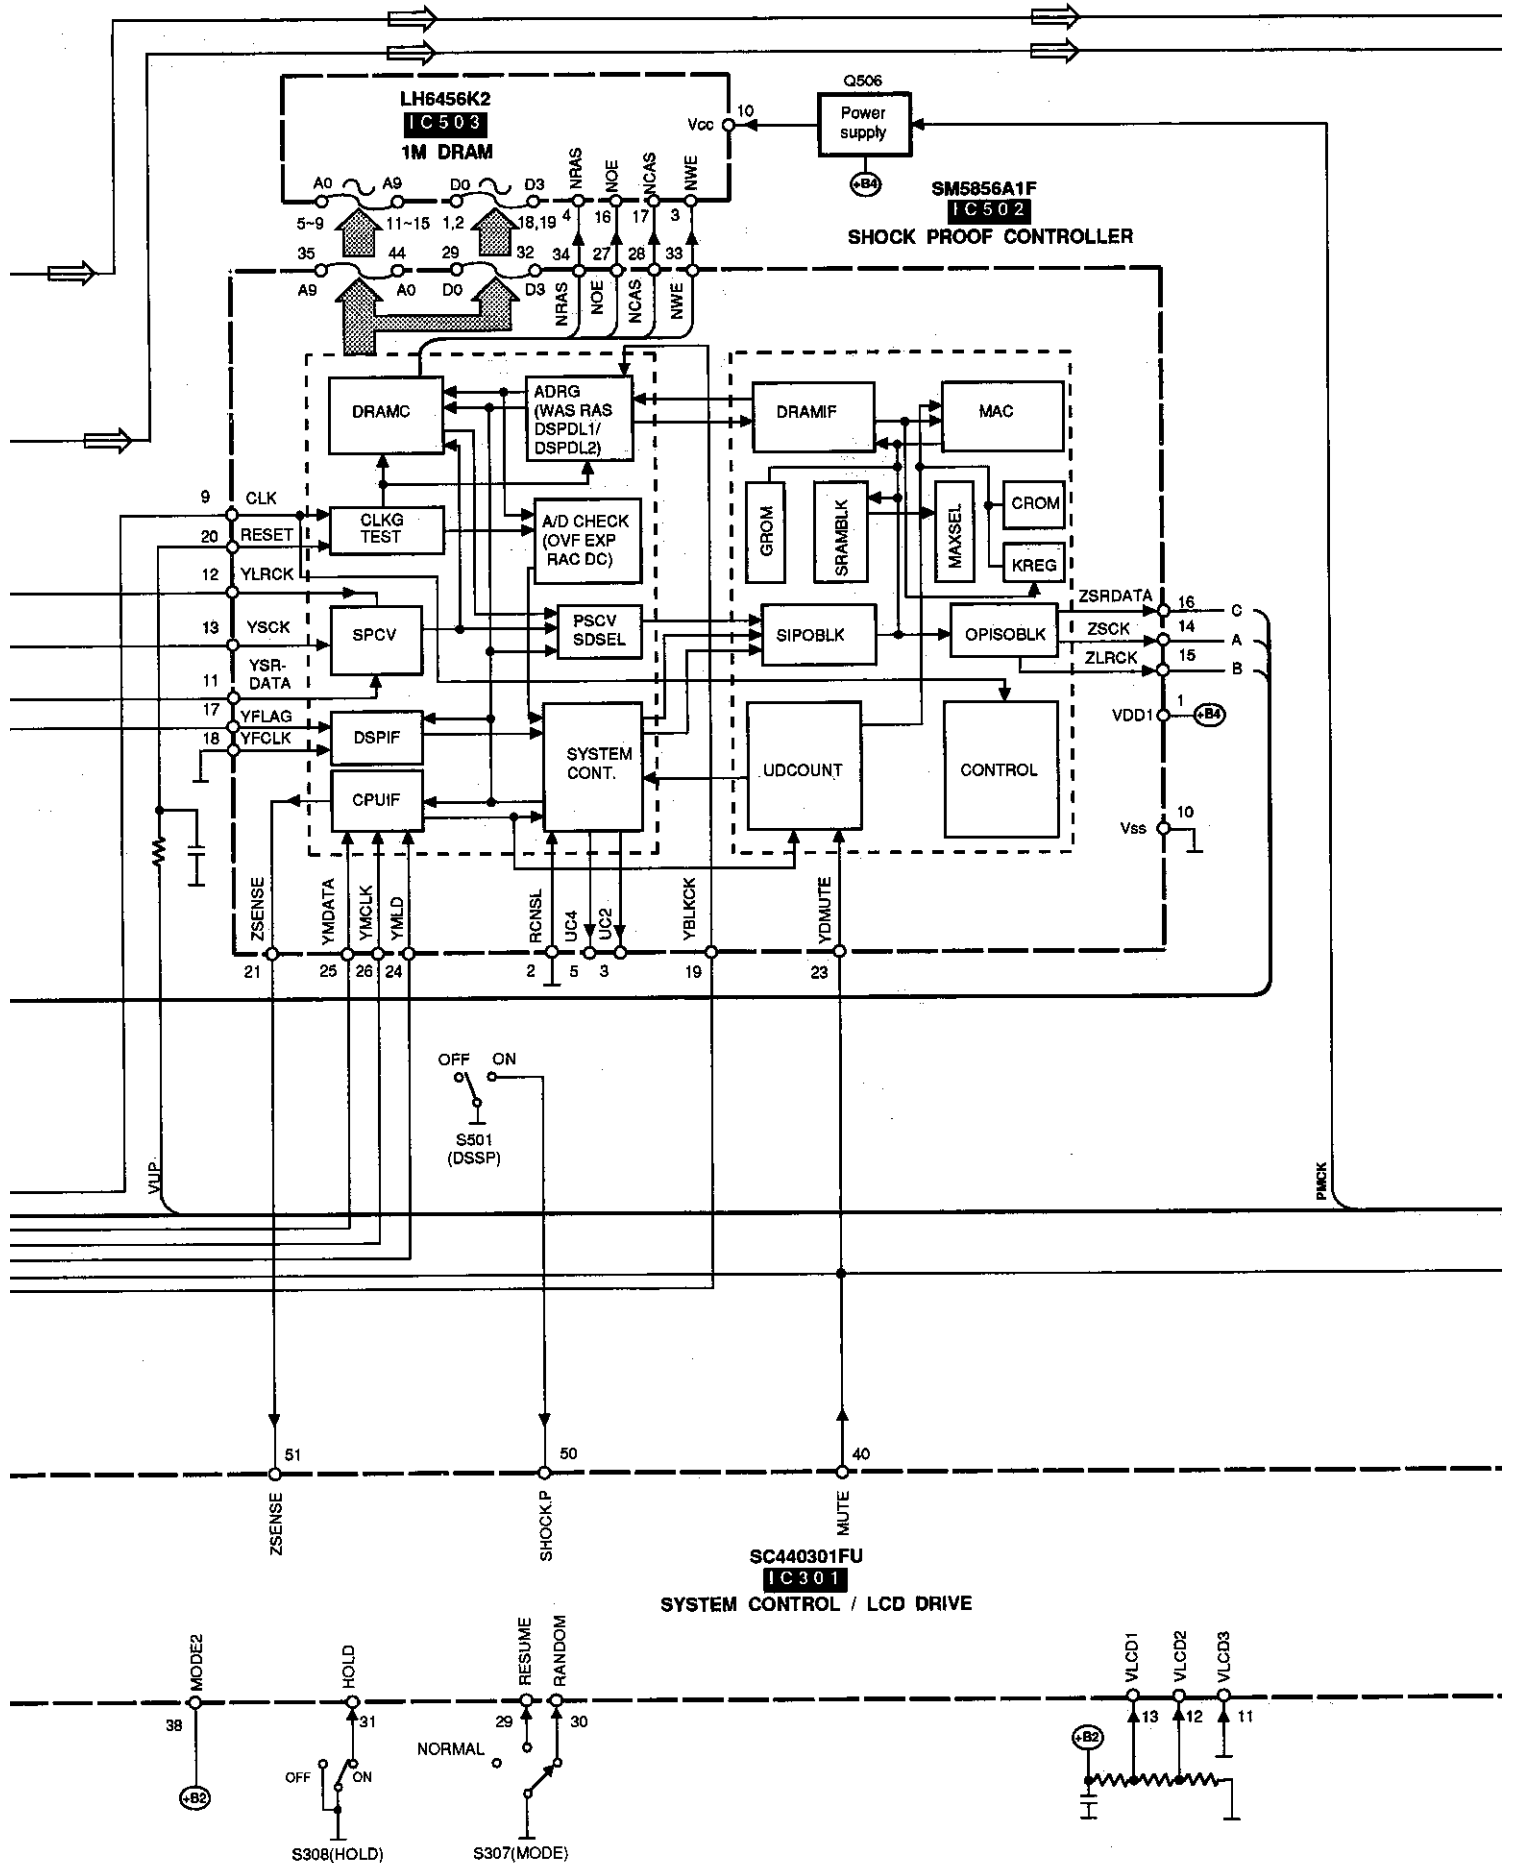 LH6456K2
IC503
1M DRAM
Vcc
10
Q506
Power
supply
+B4
SM5856A1F
IC502
SHOCK PROOF CONTROLLER
A0 A9 D0 D3
NRAS
NOE
NCAS
NWE
5~9 11~15 1,2 18,19 4 16 17 3
35 44 29 32 34 27 28 33
A9 A0 D0 D3
NRAS
NOE
NCAS
NWE
DRAMC
ADRG
(WAS RAS
DSPDL1/
DSPDL2)
DRAMIF
MAC
9 CLK
CLKG
TEST
20 RESET
A/D CHECK
(OVF EXP
RAC DC)
GROM
SRAMBLK
MAXSEL
CROM
KREG
12 YLRCK
13 YSCK
SPCV
PSCV
SDSEL
SIPOBLK
OPISOBLK
ZSRDATA 16 C
ZSCK 14 A
ZLRCK 15 B
YSR-
DATA
11
17 YFLAG
18 YFCLK
DSPIF
CPUIF
SYSTEM
CONT.
UDCOUNT
CONTROL
VDD1 1 +B4
Vss 10
ZSENSE
YMDATA
YMCLK
YMLD
RCNSL
UC4
UC2
YBLKCK
YDMUTE
21 25 26 24 2 5 3 19 23
OFF ON
S501
(DSSP)
VUP
PMCK
51 50 40
ZSENSE
SHOCK.P
MUTE
SC440301FU
IC301
SYSTEM CONTROL / LCD DRIVE
MODE2
HOLD
RESUME
RANDOM
VLCD1
VLCD2
VLCD3
38 31 29 30 13 12 11
NORMAL
+B2
OFF ON
+B2
S308(HOLD)
S307(MODE)